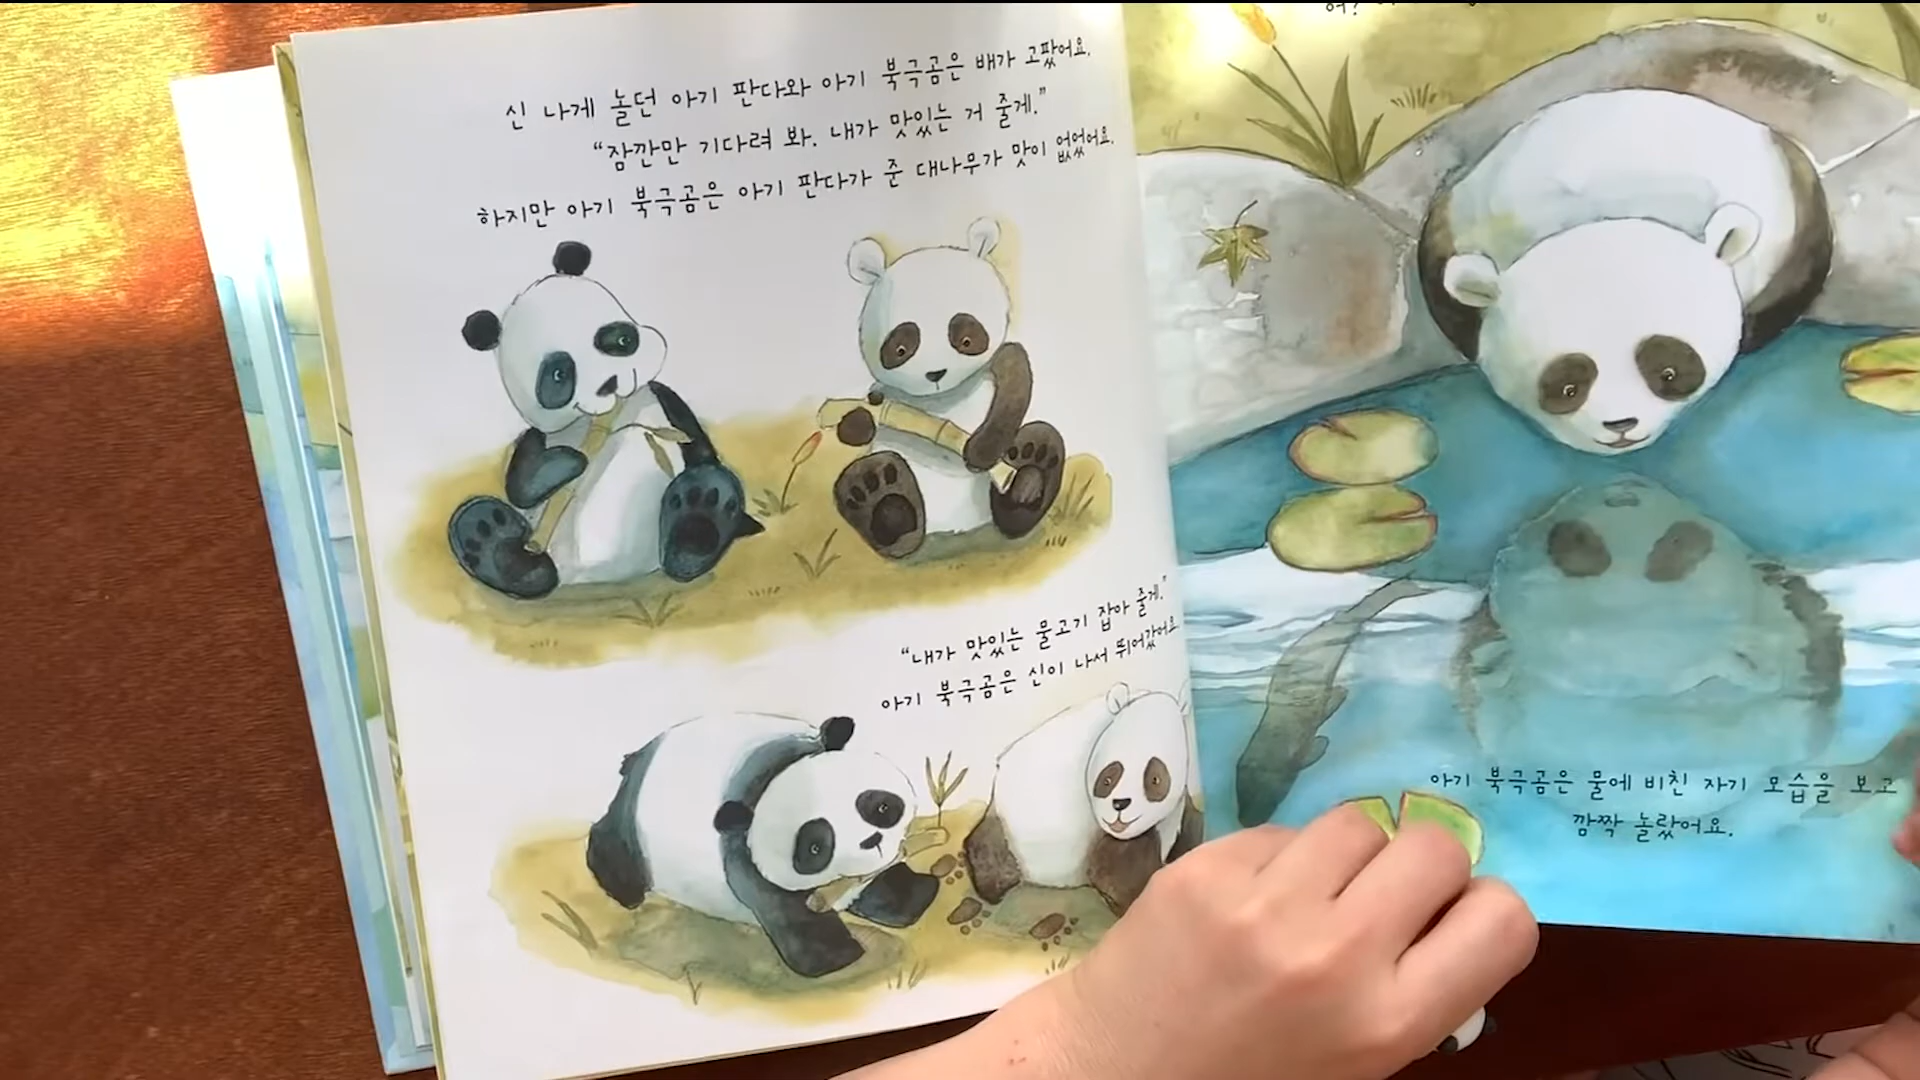 신 나게 놀던 아기 판다와 아기 북극곰은 배가 고팠어요.
“잠깐만 기다려 봐. 내가 맛있는 거 줄게.”
하지만 아기 북극곰은 아기 판다가 준 대나무가 맛이 없었어요.
“내가 맛있는 물고기 잡아 줄게.”
아기 북극곰은 신이 나서 뛰어갔어요.
아기 북극곰은 물에 비친 자기 모습을 보고
깜짝 놀랐어요.